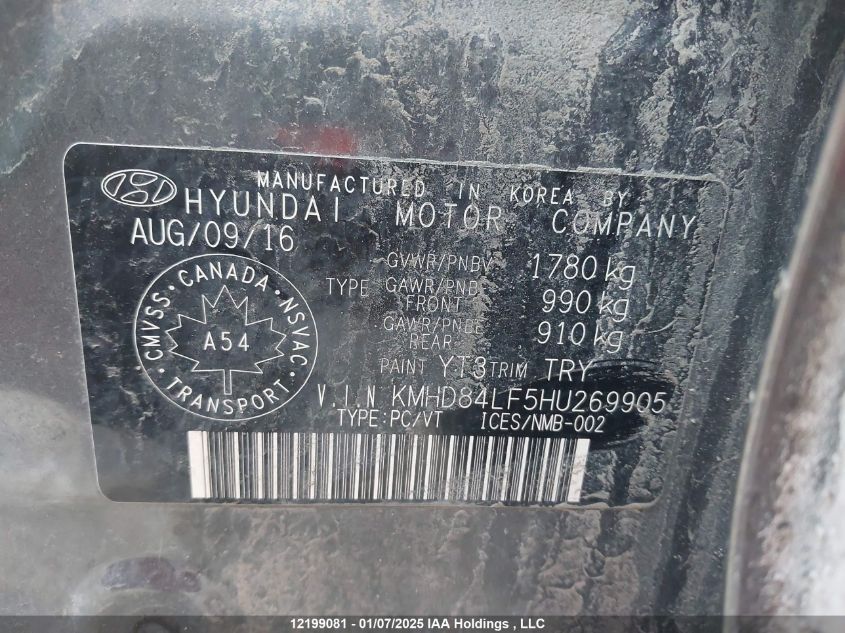 MANUFACTURED IN KOREA BY
HYUNDAI MOTOR COMPANY
AUG/09/16
GVWR/PNBV 1780 kg
TYPE GAWR/PNBE FRONT 990 kg
GAWR/PNBE REAR 910 kg
PAINT YT3 TRIM TRY
V.I.N KMHD84LF5HU269905
TYPE:PC/VT ICES/NMB-002
CMVSS · CANADA · NSVAC
A54
TRANSPORT
12199081 - 01/07/2025 IAA Holdings , LLC